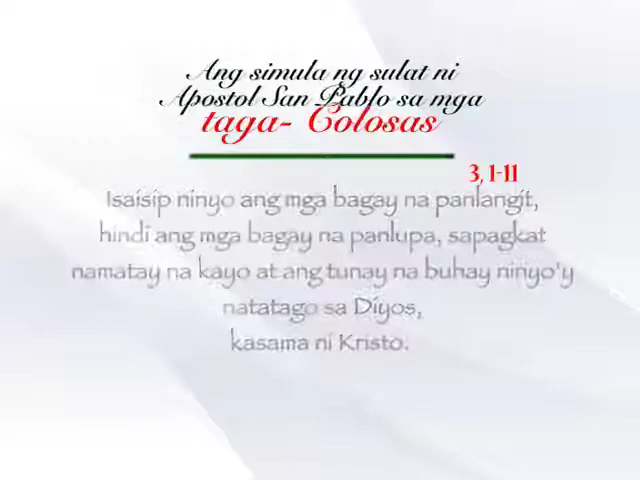 Ang simula ng sulat ni
Apostol San Pablo sa mga
taga- Colosas
3, 1-11
Isaisip ninyo ang mga bagay na panlangit,
hindi ang mga bagay na panlupa, sapagkat
namatay na kayo at ang tunay na buhay ninyo'y
natatago sa Diyos,
kasama ni Kristo.